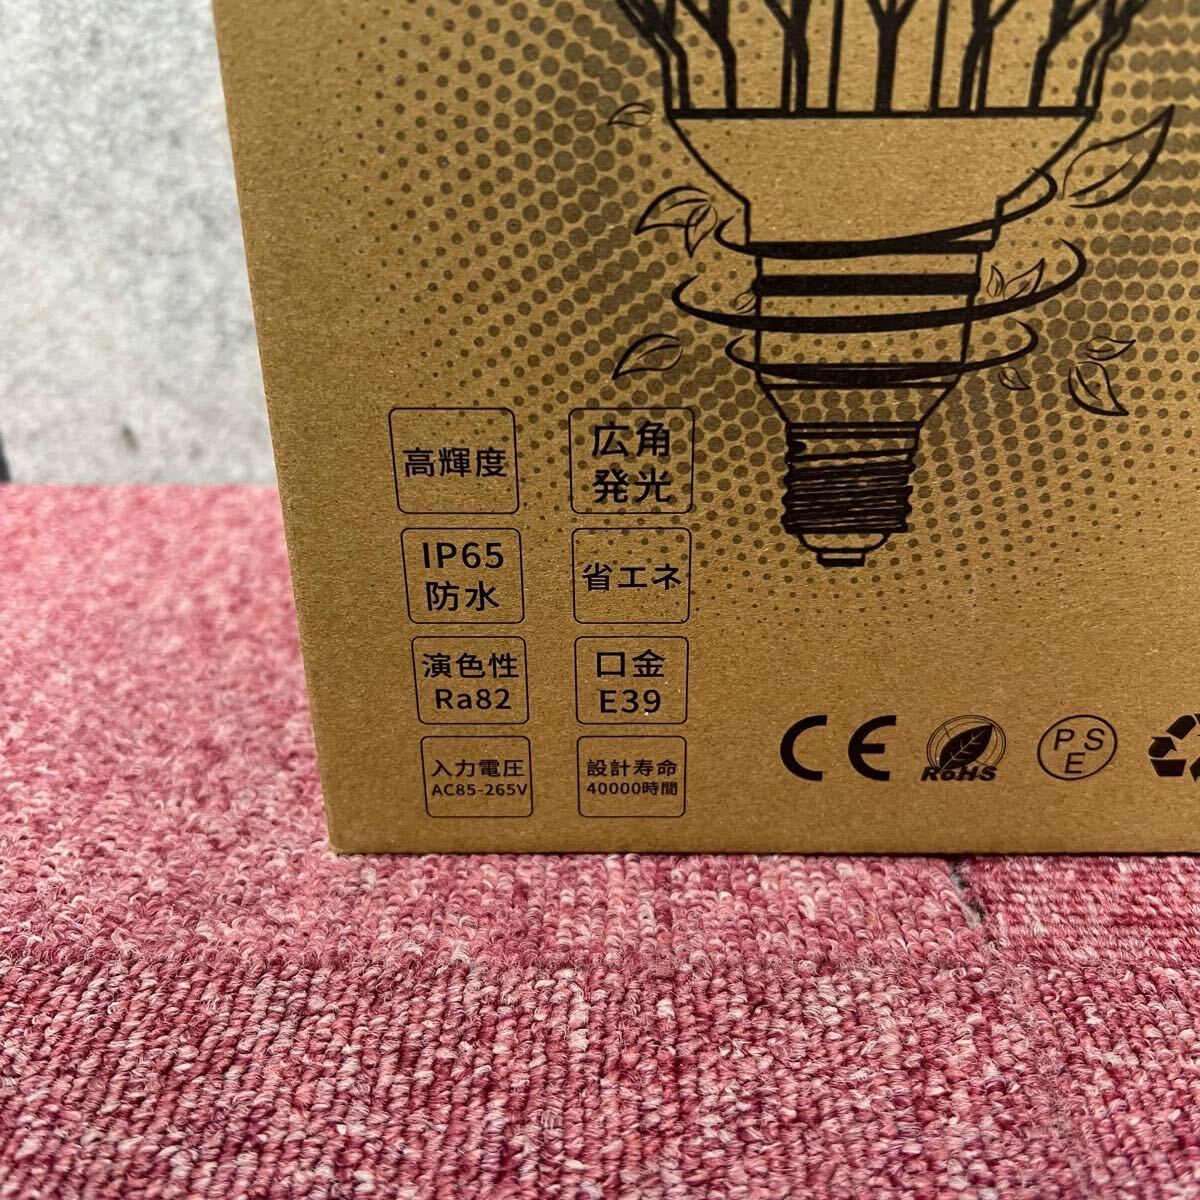 高輝度
広角
発光
IP65
防水
省エネ
演色性
Ra82
口金
E39
入力電圧
AC85-265V
設計寿命
40000時間
CE
RoHS
PSE